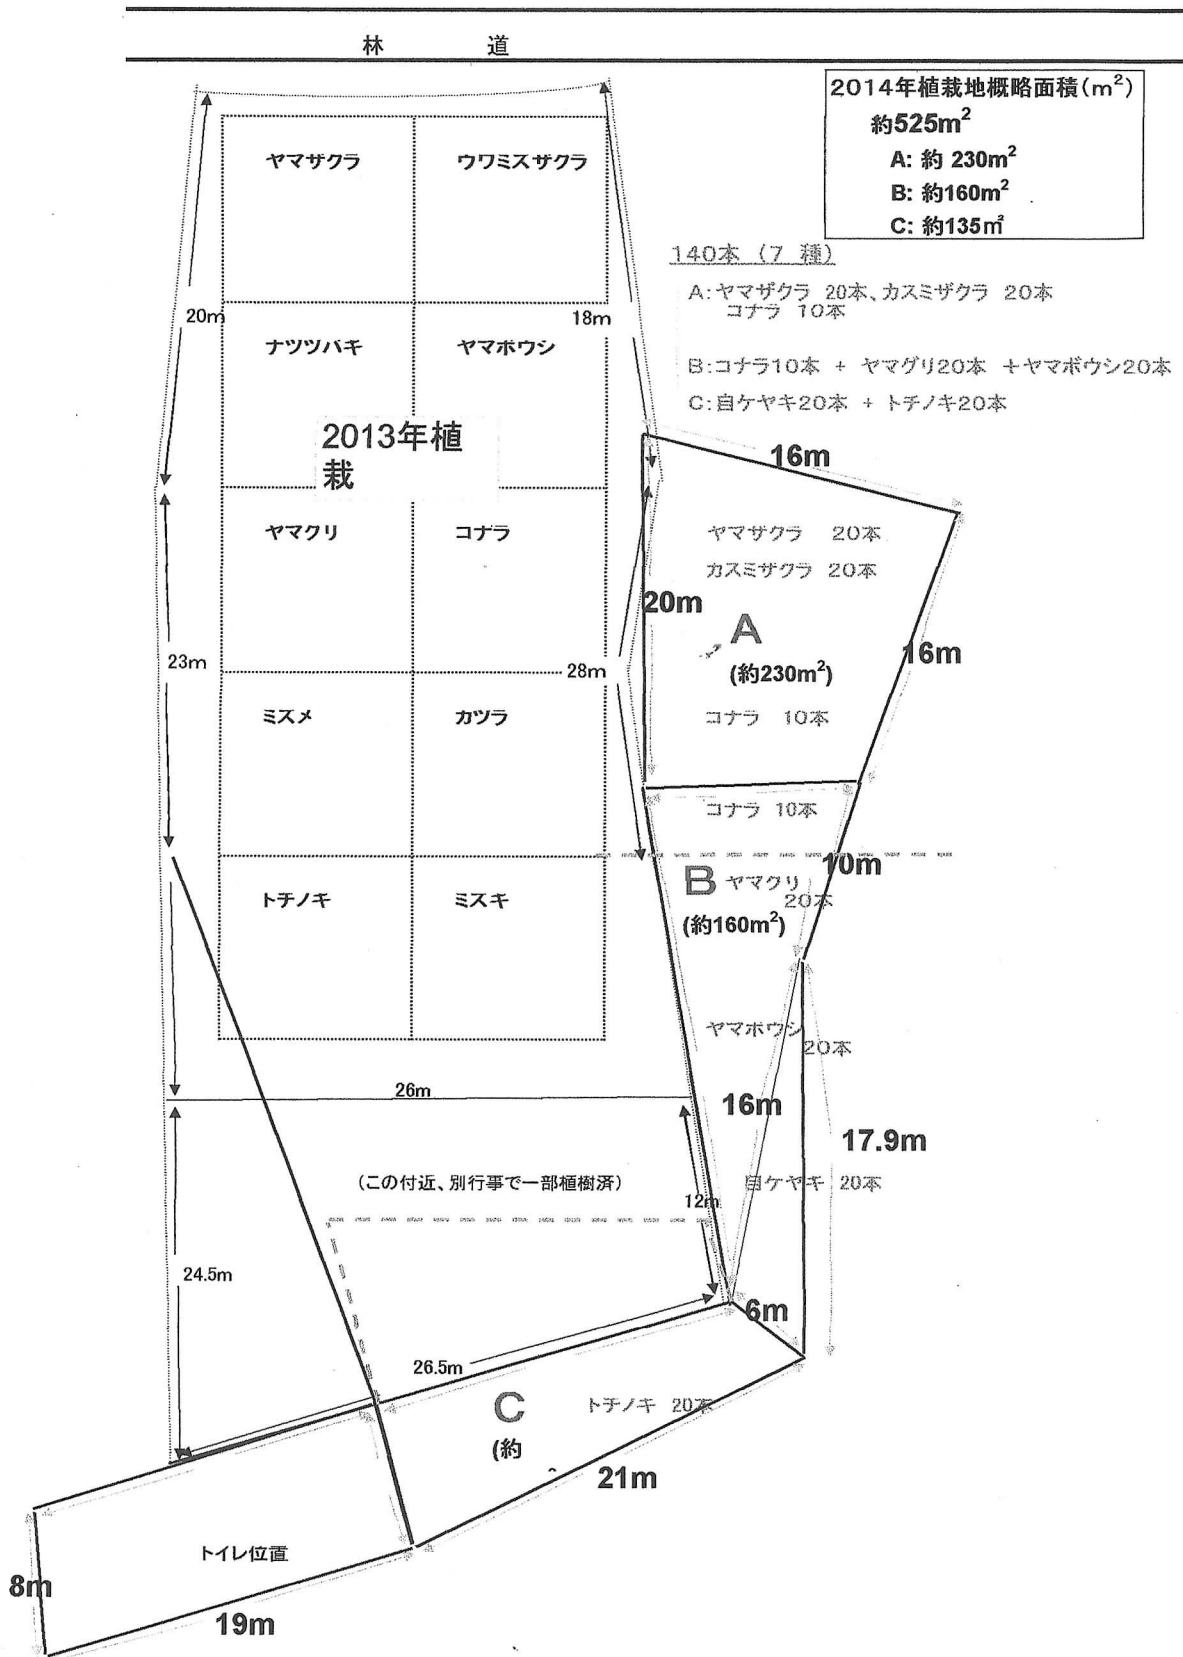 林　道
2014年植栽地概略面積(m²)
約525m²
A: 約 230m²
B: 約160m²
C: 約135㎡
140本 (7 種)
A:ヤマザクラ 20本、カスミザクラ 20本
コナラ 10本
B:コナラ10本 + ヤマグリ20本 +ヤマボウシ20本
C:自ケヤキ20本 + トチノキ20本
ヤマザクラ
ウワミズザクラ
20m
18m
ナツツバキ
ヤマボウシ
2013年植
栽
16m
ヤマクリ
コナラ
ヤマザクラ 20本
カスミザクラ 20本
20m
A
(約230m²)
16m
23m
28m
ミズメ
カツラ
コナラ 10本
コナラ 10本
10m
トチノキ
ミズキ
B
ヤマクリ
20本
(約160m²)
ヤマボウシ
20本
26m
16m
17.9m
(この付近、別行事で一部植樹済)
12m
自ケヤキ 20本
24.5m
6m
26.5m
C
トチノキ 20本
(約
21m
トイレ位置
8m
19m